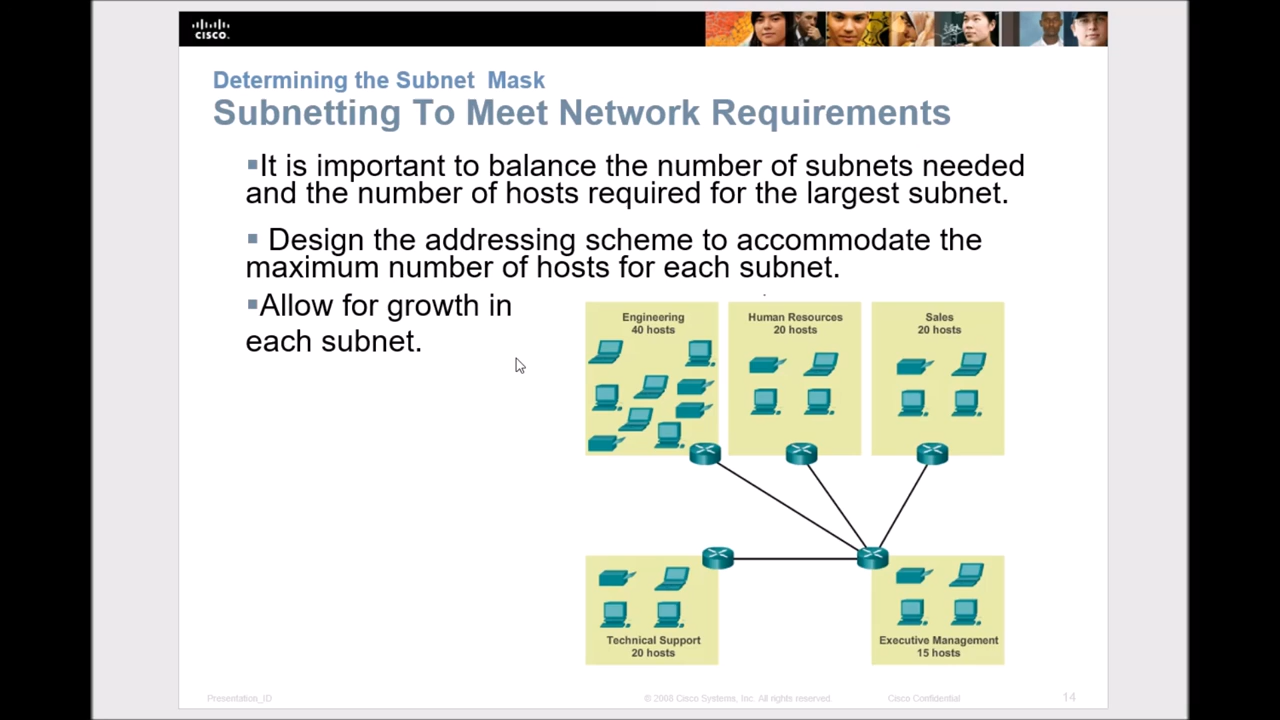 CISCO.
Determining the Subnet Mask
Subnetting To Meet Network Requirements
▪It is important to balance the number of subnets needed
and the number of hosts required for the largest subnet.
▪ Design the addressing scheme to accommodate the
maximum number of hosts for each subnet.
▪Allow for growth in
each subnet.
Engineering
40 hosts
Human Resources
20 hosts
Sales
20 hosts
Technical Support
20 hosts
Executive Management
15 hosts
Presentation_ID
© 2008 Cisco Systems, Inc. All rights reserved.
Cisco Confidential
14